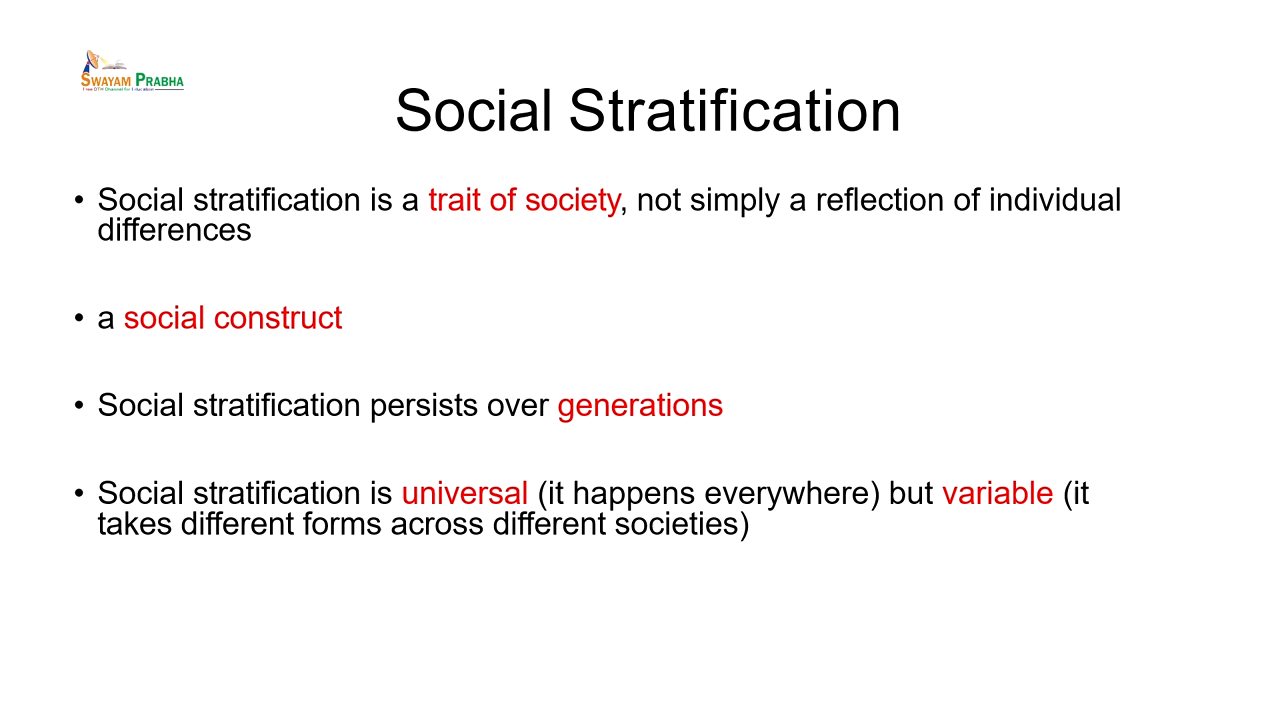 SWAYAM PRABHA
Social Stratification
• Social stratification is a trait of society, not simply a reflection of individual
differences
• a social construct
• Social stratification persists over generations
• Social stratification is universal (it happens everywhere) but variable (it
takes different forms across different societies)